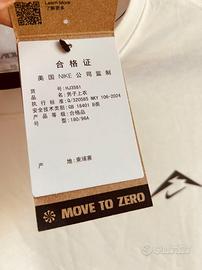 Learn More
了解更多
合格证
美国 NIKE 公司监制
货号: HJ3981
品名: 男子上衣
执行标准: Q/320585 NKY 106-2024
安全技术类别: GB 18401 B类
产品等级: 合格品
型号: 180/96A
产地: 柬埔寨
MOVE TO ZERO
subito